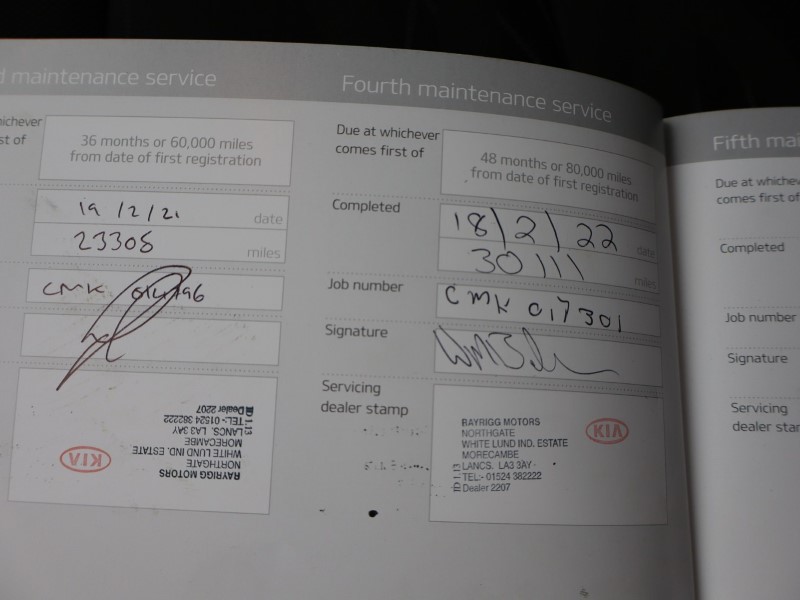 d maintenance service
hichever
st of
36 months or 60,000 miles
from date of first registration
19/2/21
date
23308
miles
CMK
KIA
BAYRIGG MOTORS
NORTHGATE
WHITE LUND IND. ESTATE
MORECAMBE
LANCS. LA3 3AY
TEL:- 01524 382222
Dealer 2207
Fourth maintenance service
Due at whichever
comes first of
48 months or 80,000 miles
from date of first registration
Completed
18/2/22
date
30111
miles
Job number
CMK 017301
Signature
Servicing
dealer stamp
BAYRIGG MOTORS
NORTHGATE
WHITE LUND IND. ESTATE
MORECAMBE
LANCS. LA3 3AY
TEL:- 01524 382222
Dealer 2207
KIA
Fifth mai
Due at whichev
comes first of
Completed
Job number
Signature
Servicing
dealer star